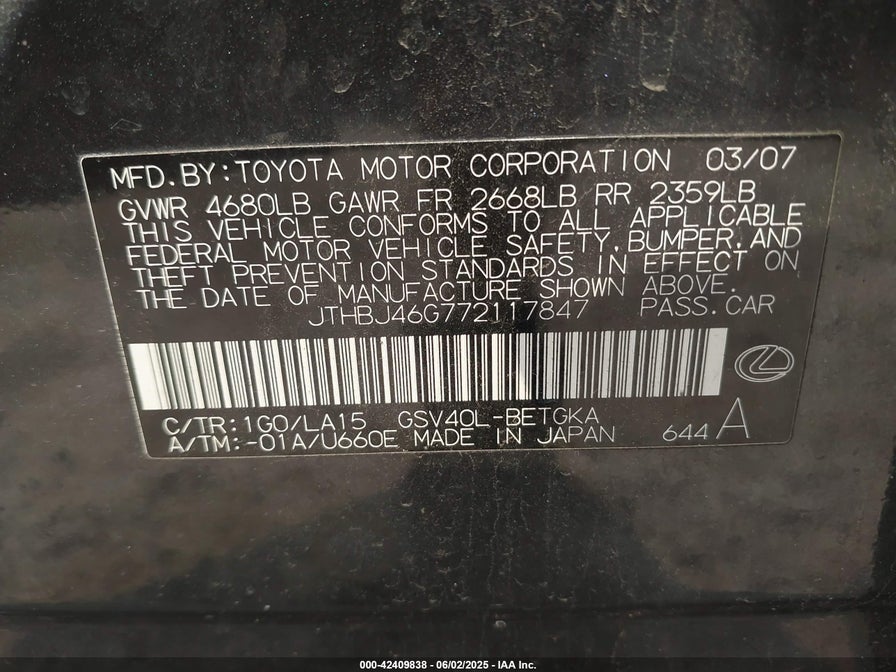 MFD.BY:TOYOTA MOTOR CORPORATION 03/07
GVWR 4680LB GAWR FR 2668LB RR 2359LB
THIS VEHICLE CONFORMS TO ALL APPLICABLE
FEDERAL MOTOR VEHICLE SAFETY,BUMPER,AND
THEFT PREVENTION STANDARDS IN EFFECT ON
THE DATE OF MANUFACTURE SHOWN ABOVE.
JTHBJ46G772117847 PASS.CAR
C/TR:1G0/LA15 GSV40L-BETGKA
A/TM:-01A/U660E MADE IN JAPAN 644 A
000-42409838 - 06/02/2025 - IAA Inc.